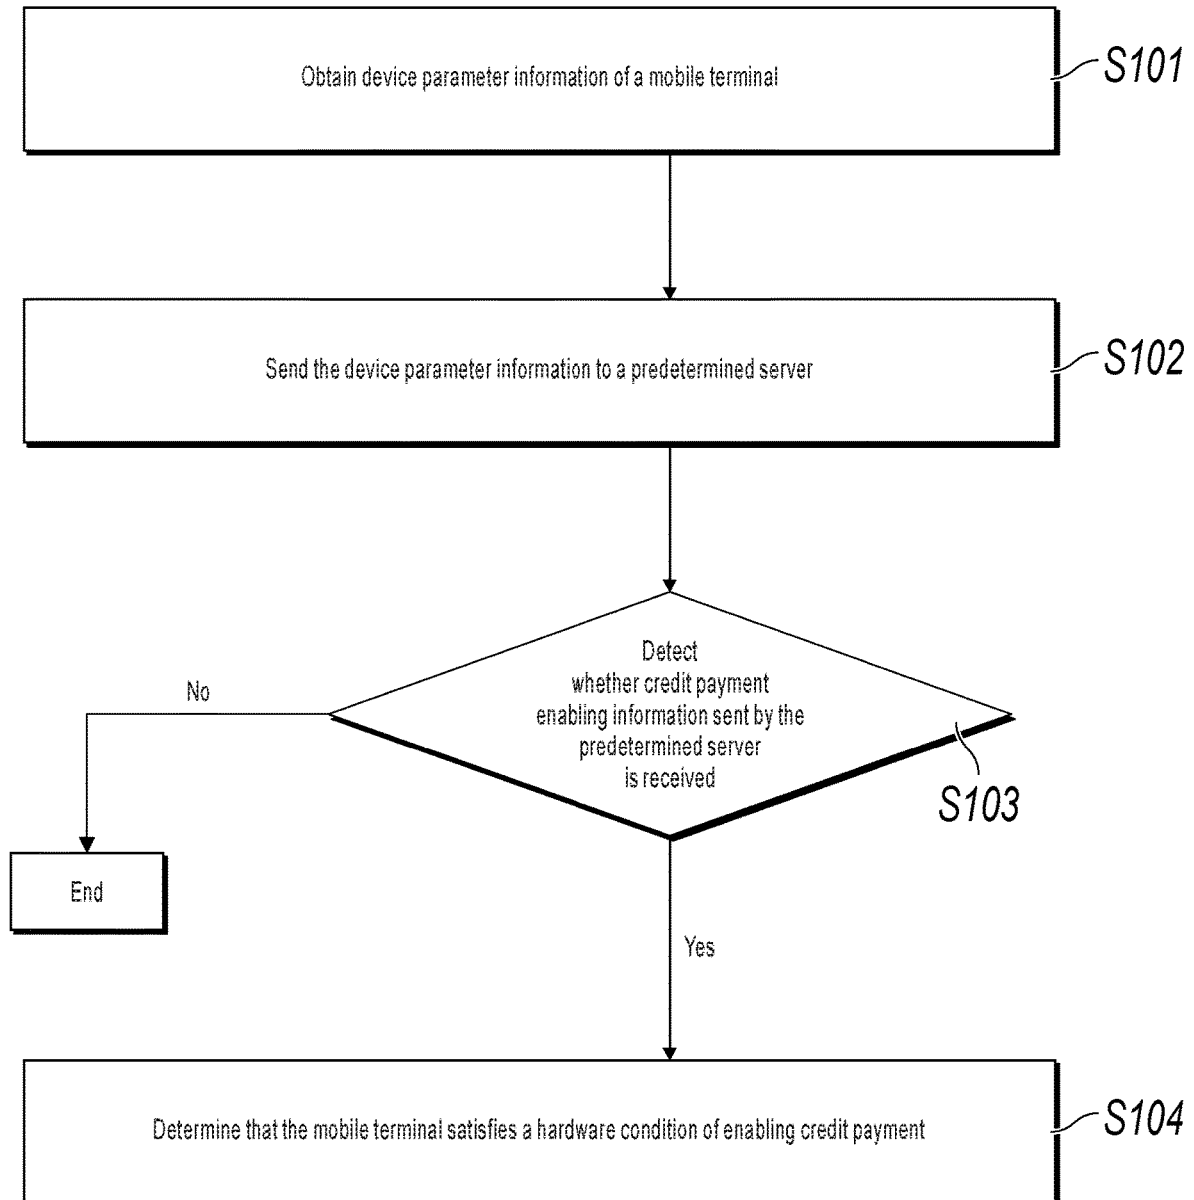 Obtain device parameter information of a mobile terminal
S101
Send the device parameter information to a predetermined server
S102
Detect
whether credit payment
enabling information sent by the
predetermined server
is received
S103
No
End
Yes
Determine that the mobile terminal satisfies a hardware condition of enabling credit payment
S104